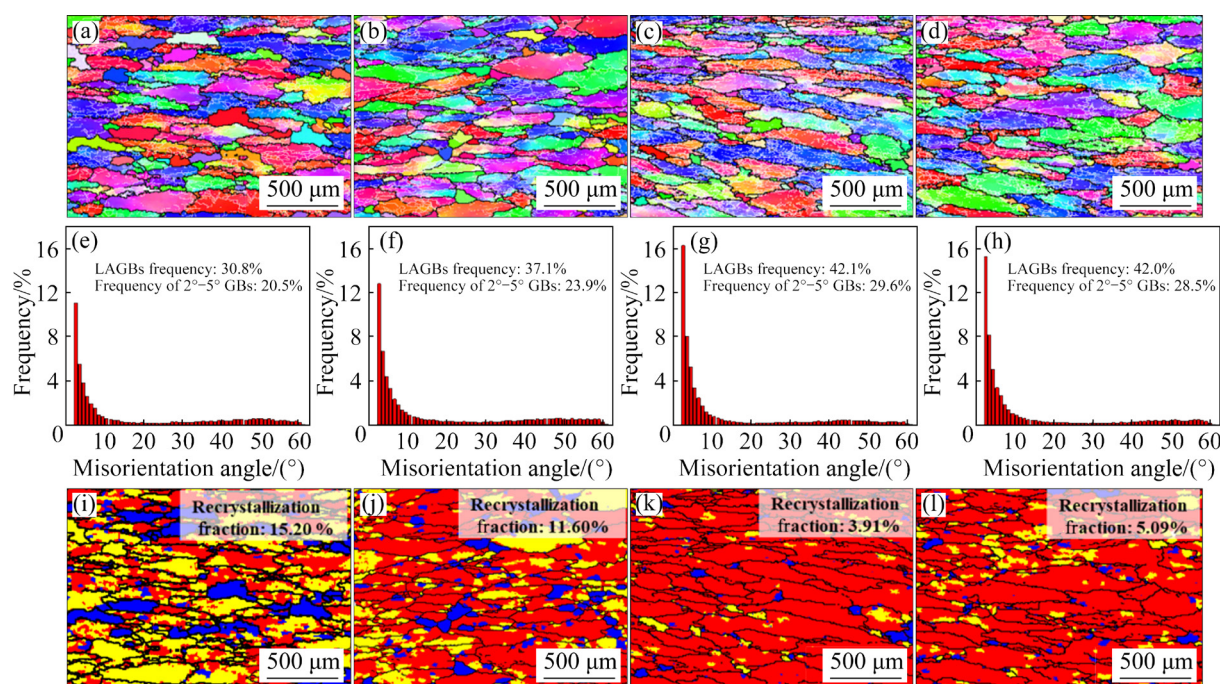 (a) (b) (c) (d)
500 μm 500 μm 500 μm 500 μm
(e) (f) (g) (h)
16 16 16 16
LAGBs frequency: 30.8% LAGBs frequency: 37.1% LAGBs frequency: 42.1% LAGBs frequency: 42.0%
Frequency of 2°−5° GBs: 20.5% Frequency of 2°−5° GBs: 23.9% Frequency of 2°−5° GBs: 29.6% Frequency of 2°−5° GBs: 28.5%
12 12 12 12
Frequency/% Frequency/% Frequency/% Frequency/%
8 8 8 8
4 4 4 4
0 10 20 30 40 50 60 0 10 20 30 40 50 60 0 10 20 30 40 50 60 0 10 20 30 40 50 60
Misorientation angle/(°) Misorientation angle/(°) Misorientation angle/(°) Misorientation angle/(°)
(i) Recrystallization (j) Recrystallization (k) Recrystallization (l) Recrystallization
fraction: 15.20 % fraction: 11.60% fraction: 3.91% fraction: 5.09%
500 μm 500 μm 500 μm 500 μm